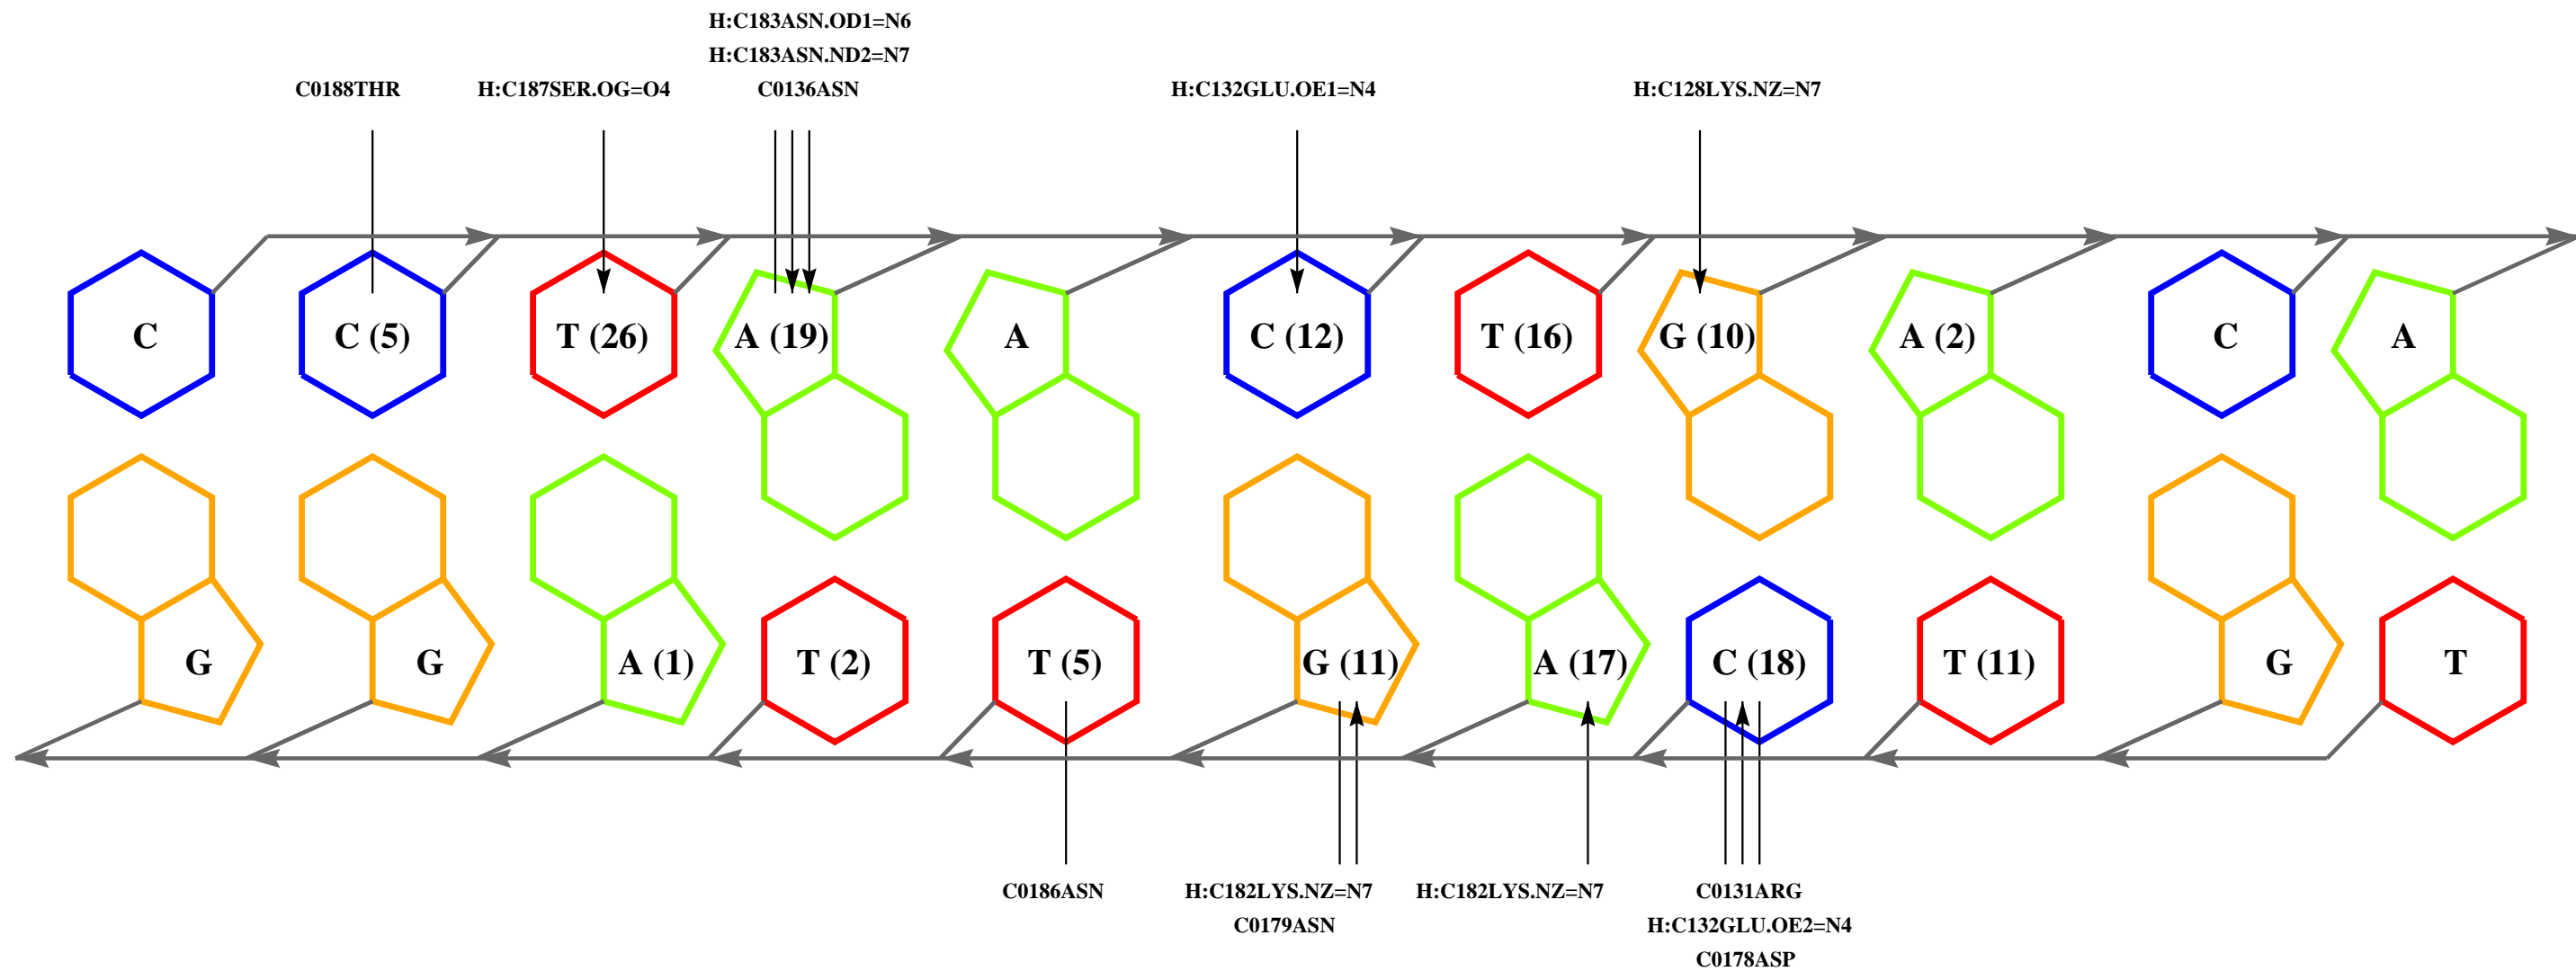 H:C183ASN.OD1=N6
H:C183ASN.ND2=N7
C0188THR H:C187SER.OG=O4 C0136ASN H:C132GLU.OE1=N4 H:C128LYS.NZ=N7
C C (5) T (26) A (19) A C (12) T (16) G (10) A (2) C A
G G A (1) T (2) T (5) G (11) A (17) C (18) T (11) G T
C0186ASN H:C182LYS.NZ=N7 H:C182LYS.NZ=N7 C0131ARG
C0179ASN H:C132GLU.OE2=N4
C0178ASP